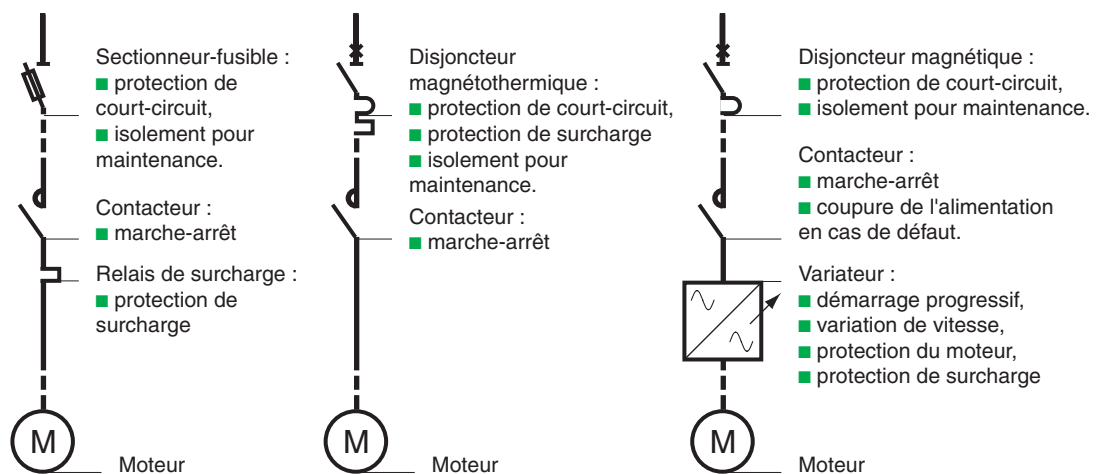 Sectionneur-fusible :
■ protection de
court-circuit,
■ isolement pour
maintenance.
Contacteur :
■ marche-arrêt
Relais de surcharge :
■ protection de
surcharge
M
Moteur
Disjoncteur
magnétothermique :
■ protection de court-circuit,
■ protection de surcharge
■ isolement pour
maintenance.
Contacteur :
■ marche-arrêt
M
Disjoncteur magnétique :
■ protection de court-circuit,
■ isolement pour maintenance.
Contacteur :
■ marche-arrêt
■ coupure de l'alimentation
en cas de défaut.
Variateur :
■ démarrage progressif,
■ variation de vitesse,
■ protection du moteur,
■ protection de surcharge
Moteur
M
Moteur